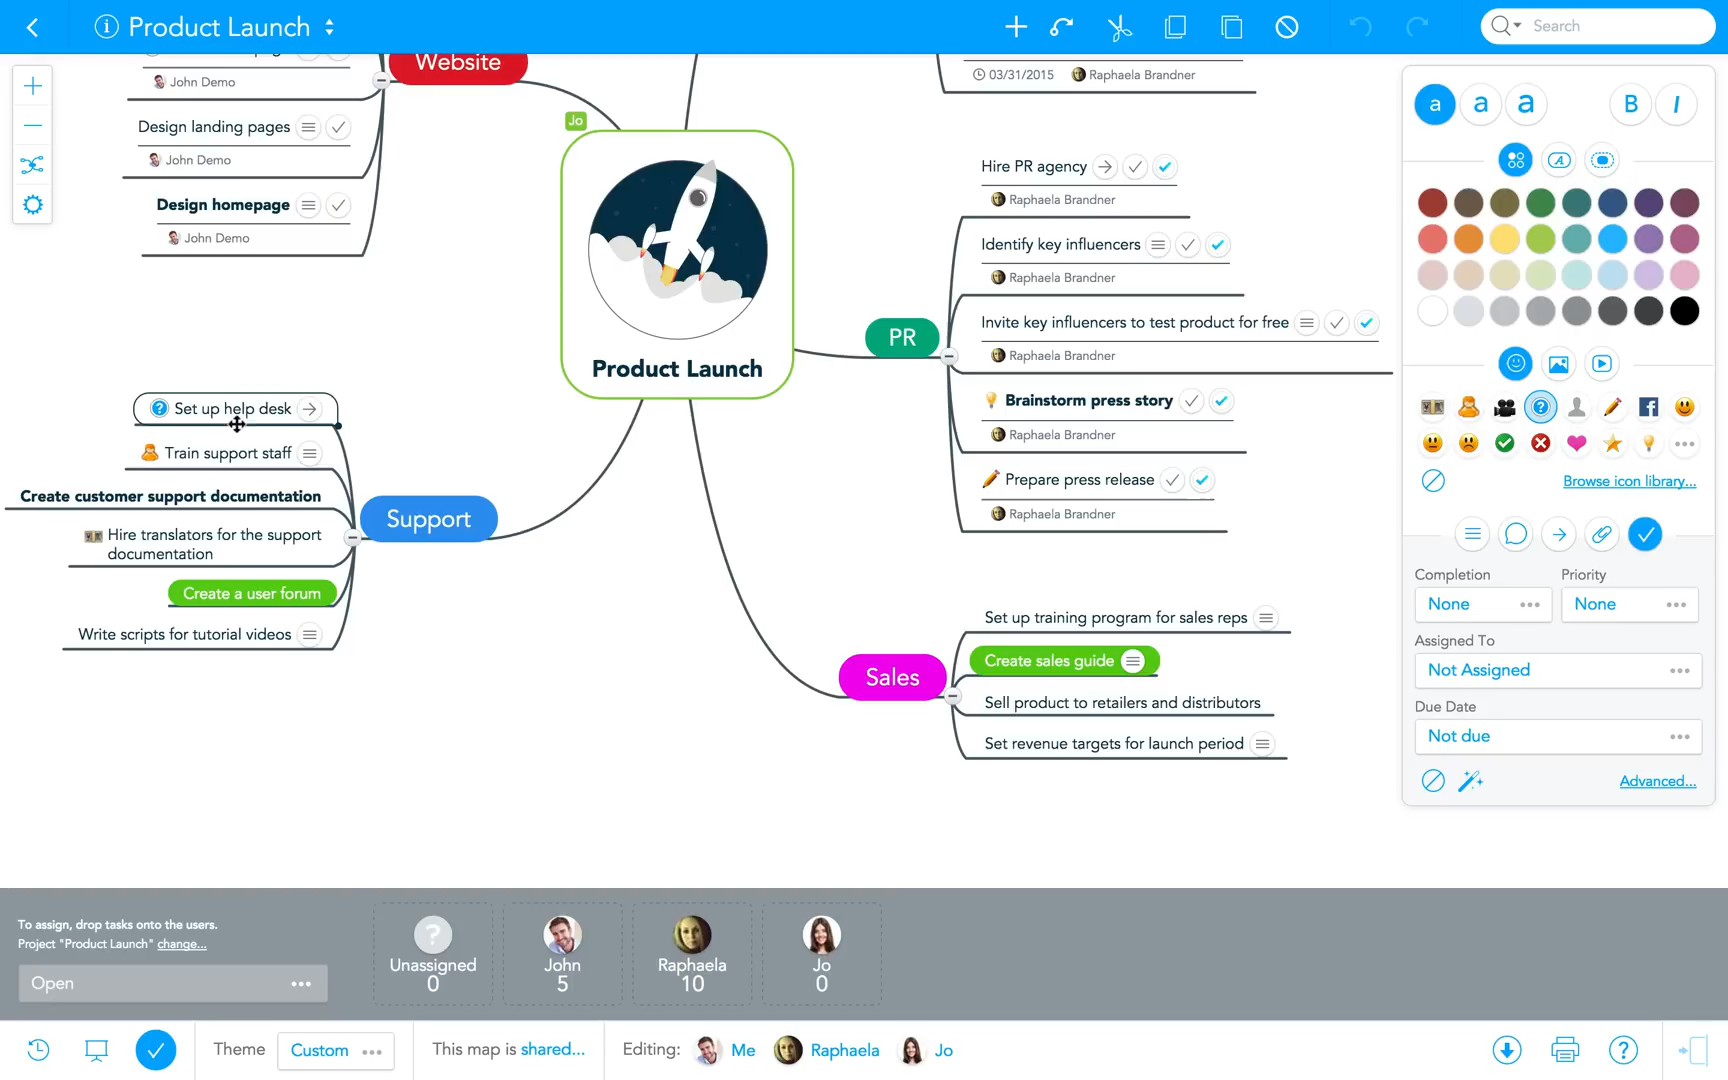 Product Launch
Search
Website
John Demo
Design landing pages
John Demo
Design homepage
John Demo
Jo
Product Launch
03/31/2015 Raphaela Brandner
Hire PR agency
Raphaela Brandner
Identify key influencers
Raphaela Brandner
PR
Invite key influencers to test product for free
Raphaela Brandner
Brainstorm press story
Raphaela Brandner
Prepare press release
Raphaela Brandner
Set up help desk
Train support staff
Create customer support documentation
Support
Hire translators for the support
documentation
Create a user forum
Write scripts for tutorial videos
Sales
Set up training program for sales reps
Create sales guide
Sell product to retailers and distributors
Set revenue targets for launch period
a a a B I
A
Browse icon library...
Completion Priority
None None
Assigned To
Not Assigned
Due Date
Not due
Advanced...
To assign, drop tasks onto the users.
Project "Product Launch" change...
Open
Unassigned
0
John
5
Raphaela
10
Jo
0
Theme Custom
This map is shared...
Editing: Me Raphaela Jo